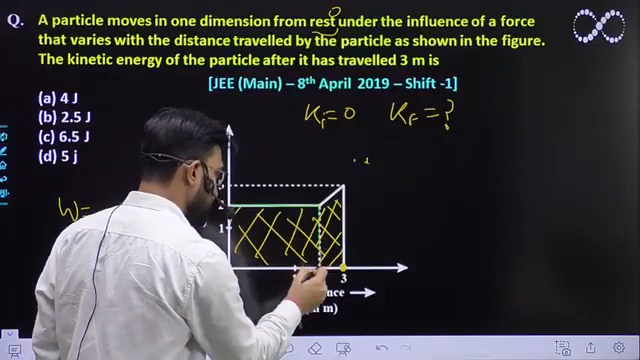 Q. A particle moves in one dimension from rest under the influence of a force
that varies with the distance travelled by the particle as shown in the figure.
The kinetic energy of the particle after it has travelled 3 m is
[JEE (Main) – 8th April 2019 – Shift -1]
(a) 4 J
(b) 2.5 J
(c) 6.5 J
(d) 5 j
0
Ki = 0 KF = ?
W =
2
1
3